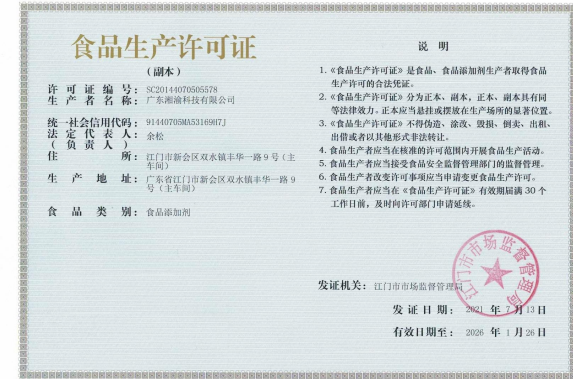 食品生产许可证
（副本）
许可证编号：SC20144070505578
生产者名称：广东湘渝科技有限公司
统一社会信用代码：91440705MA53169H7J
法定代表人：余松
（负责人）
住所：江门市新会区双水镇丰华一路9号（主
车间）
生产地址：广东省江门市新会区双水镇丰华一路9
号（主车间）
食品类别：食品添加剂
说 明
1.《食品生产许可证》是食品、食品添加剂生产者取得食品
生产许可的合法凭证。
2.《食品生产许可证》分为正本、副本，正本、副本具有同
等法律效力。正本应当悬挂或摆放在生产场所的显著位置。
3.《食品生产许可证》不得伪造、涂改、毁损、倒卖、出租、
出借或者以其他形式非法转让。
4. 食品生产者应当在核准的许可范围内开展食品生产活动。
5. 食品生产者应当接受食品安全监督管理部门的监督管理。
6. 食品生产者改变许可事项应当申请变更食品生产许可。
7. 食品生产者应当在《食品生产许可证》有效期届满 30 个
工作日前，及时向许可部门申请延续。
江门市市场监督管理局
发证机关：江门市市场监督管理局
发证日期：2021 年 7 月 13 日
有效日期至：2026 年 1 月 26 日